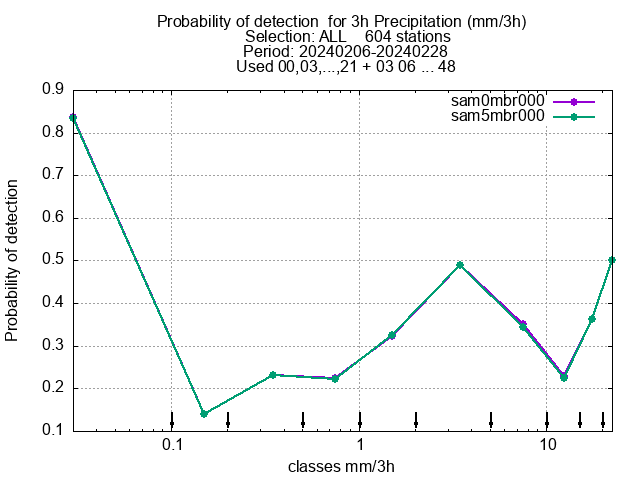 Probability of detection  for 3h Precipitation (mm/3h)
Selection: ALL    604 stations
Period: 20240206-20240228
Used 00,03,...,21 + 03 06 ... 48
sam0mbr000
sam5mbr000
0.9
0.8
0.7
0.6
0.5
0.4
0.3
0.2
0.1
Probability of detection
0.1 1 10
classes mm/3h